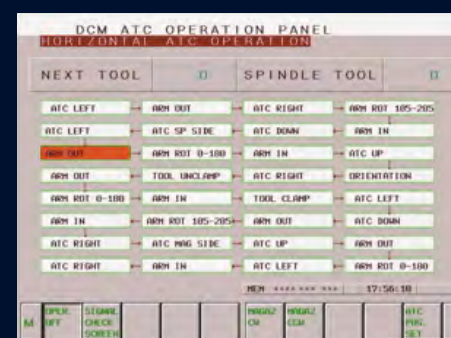 DCM ATC OPERATION PANEL
HORIZONTAL ATC OPERATION
NEXT TOOL 0 SPINDLE TOOL 0
ATC LEFT ARM OUT ATC RIGHT ARM ROT 105-285
ATC LEFT ATC SP SIDE ATC DOWN ARM IN
ARM OUT ARM ROT 0-180 ARM IN ATC UP
ARM OUT TOOL UNCLAMP ATC RIGHT ORIENTATION
ARM ROT 0-180 ARM IN TOOL CLAMP ATC LEFT
ARM IN ARM ROT 105-285 ARM OUT ATC DOWN
ATC RIGHT ATC MAG SIDE ATC UP ARM OUT
ATC RIGHT ARM IN ATC LEFT ARM ROT 0-180
MEM **** *** *** 17:56:10
OPER. SIGNAL MAGAZ MAGAZ ATC
M OFF CHECK CW CCW
SCREEN SET